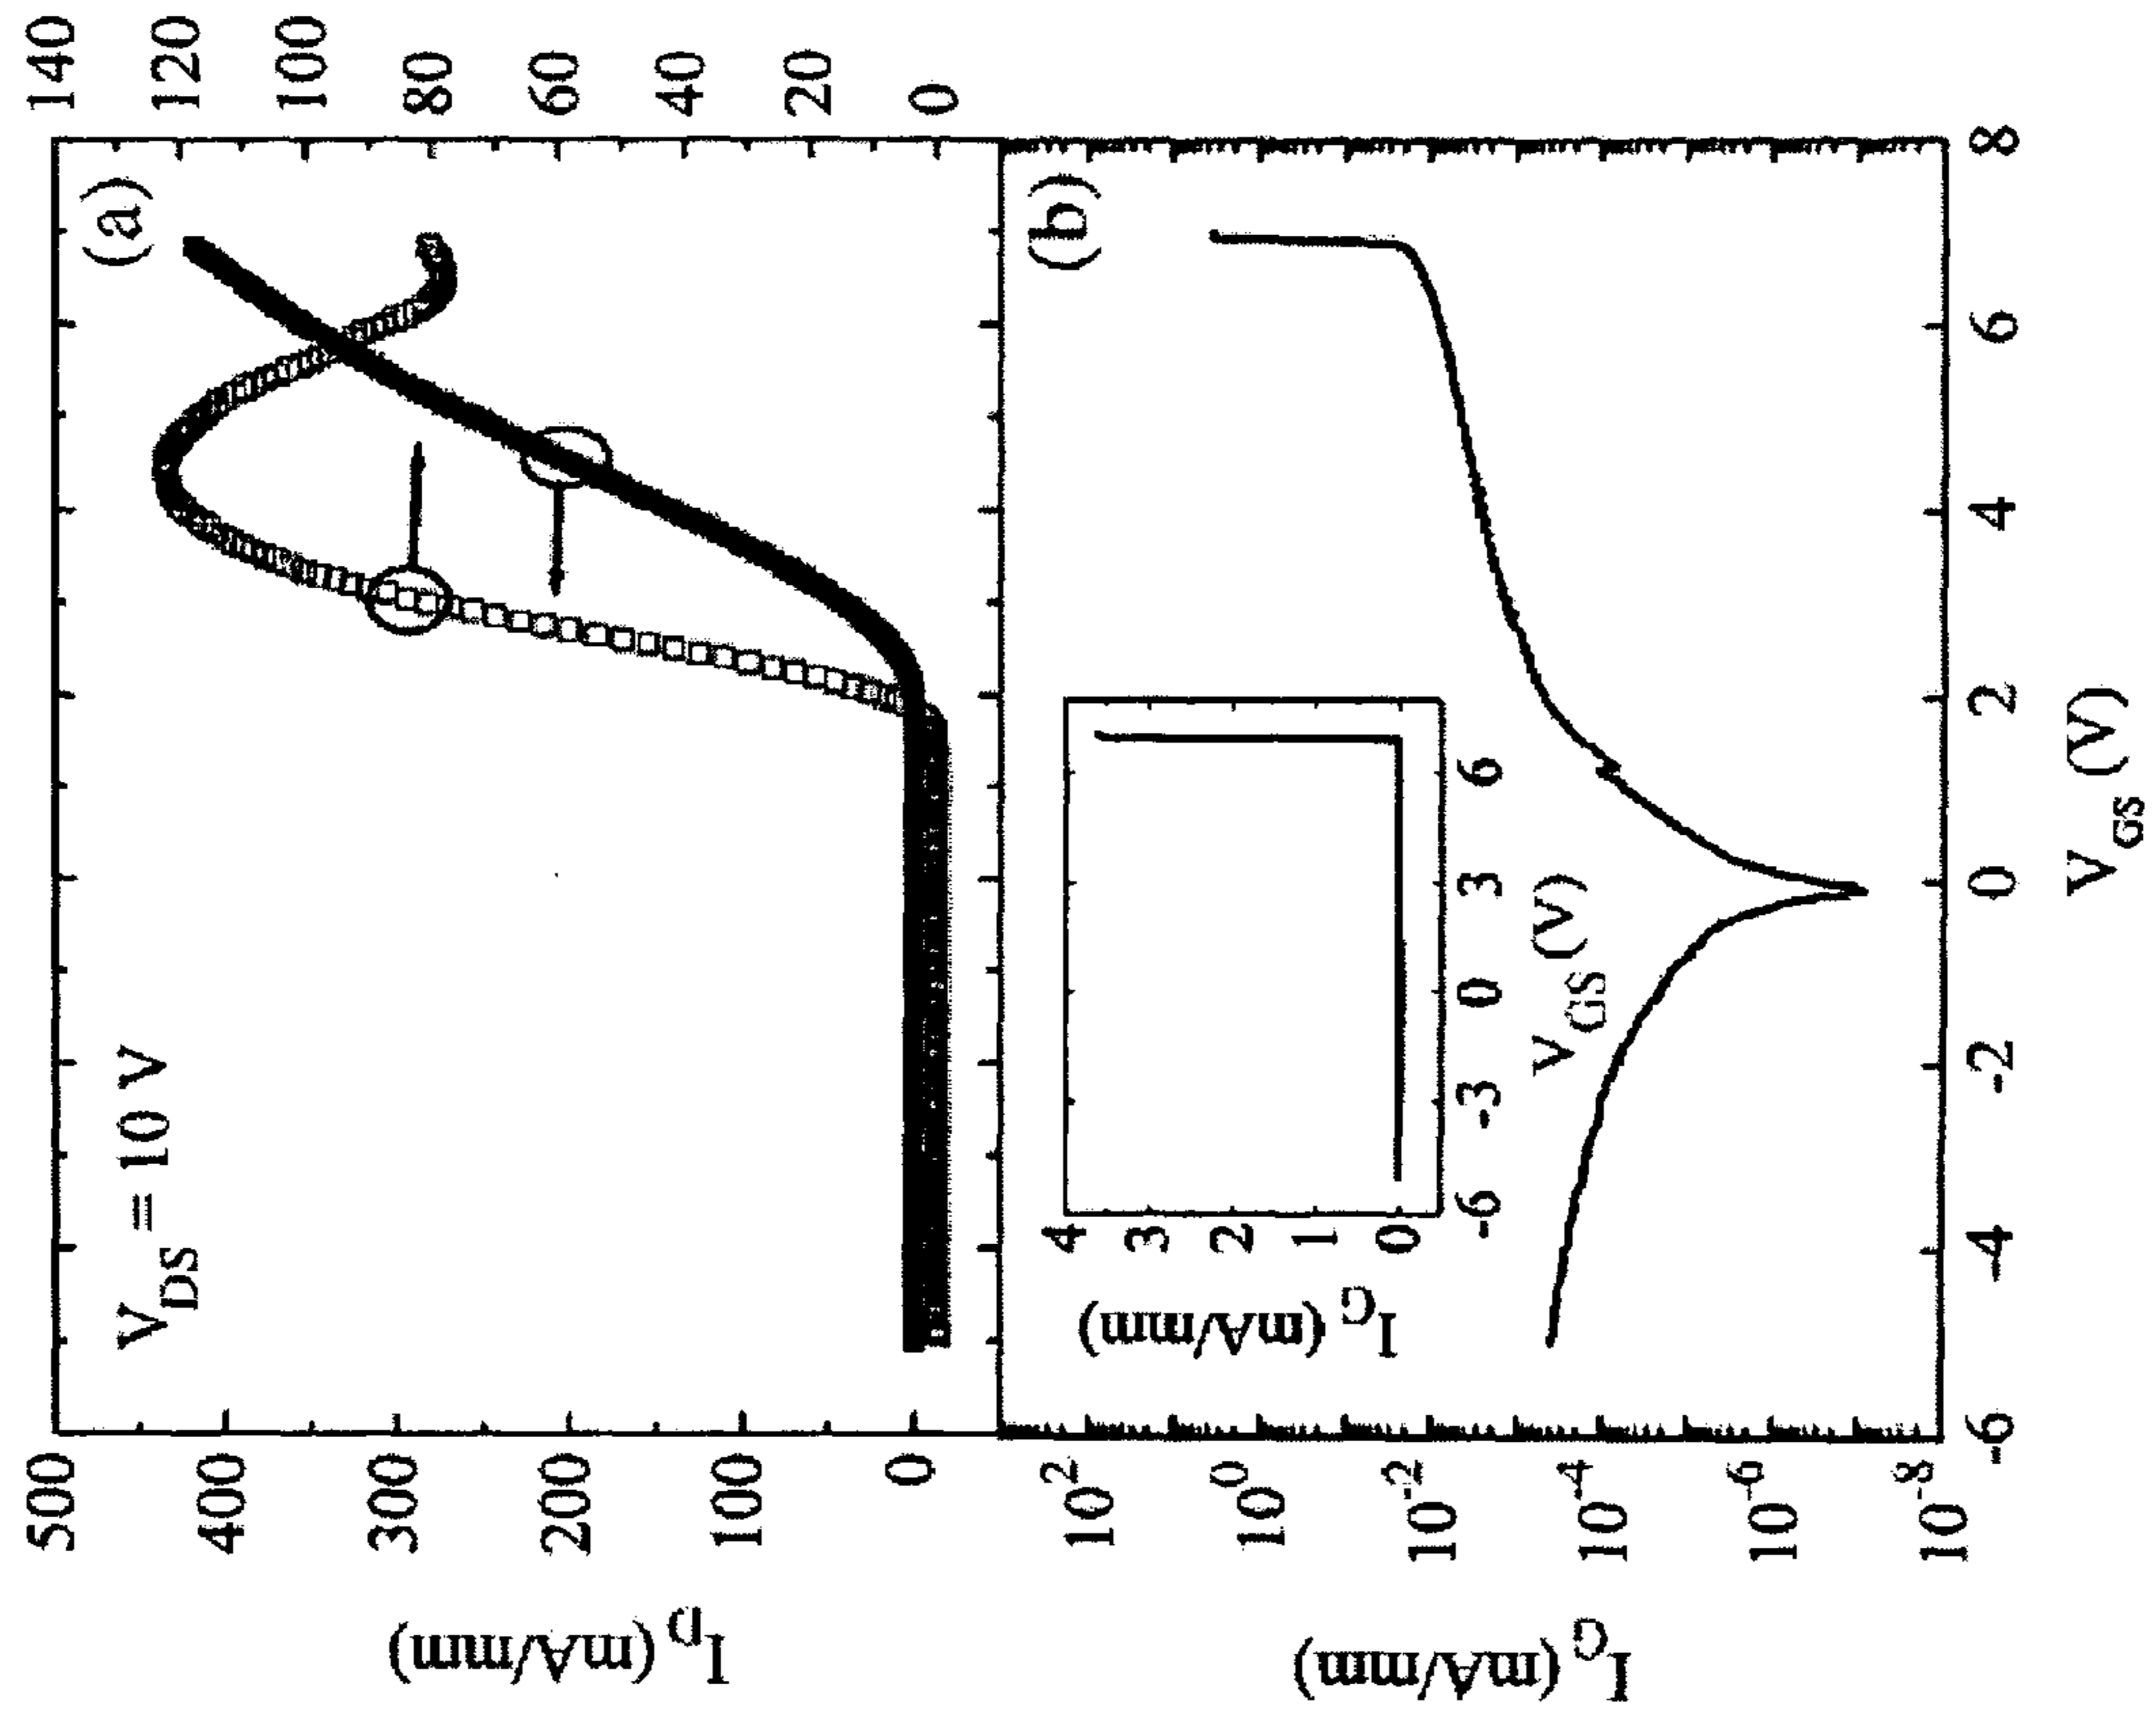 140
120
100
80
60
40
20
0
(a)
V_DS = 10 V
500
400
300
200
100
0
I_D (mA/mm)
(b)
10^2
10^0
10^-2
10^-4
10^-6
10^-8
I_G (mA/mm)
4
3
2
1
0
I_G (mA/mm)
-6 -3 0 3 6
V_GS (V)
-6 -4 -2 0 2 4 6 8
V_GS (V)